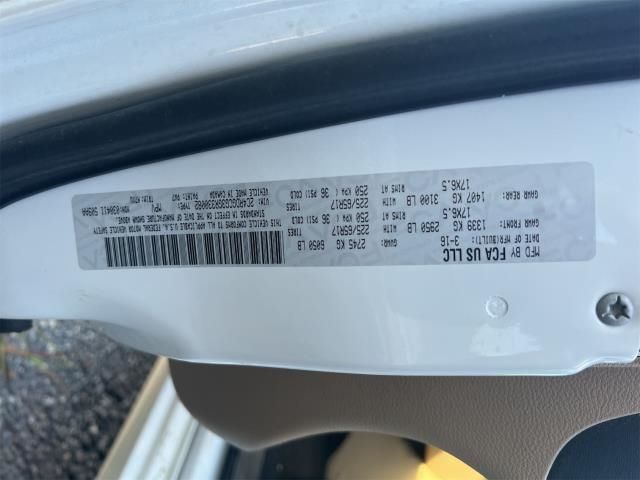 MFD BY FCA US LLC
DATE OF MFR(BUILT): 3-16 2745 KG 6050 LB
GAWR FRONT: 1339 KG 2950 LB WITH 225/65R17 TIRES
17X6.5 RIMS AT 250 KPA( 36 PSI) COLD
GAWR REAR: 1407 KG 3100 LB WITH 225/65R17 TIRES
17X6.5 RIMS AT 250 KPA( 36 PSI) COLD
THIS VEHICLE CONFORMS TO ALL APPLICABLE U.S.A. FEDERAL MOTOR VEHICLE SAFETY
STANDARDS IN EFFECT ON THE DATE OF MANUFACTURE SHOWN ABOVE.
VIN: TYPE: MPV
VEHICLE MADE IN CANADA PAINT: PW7